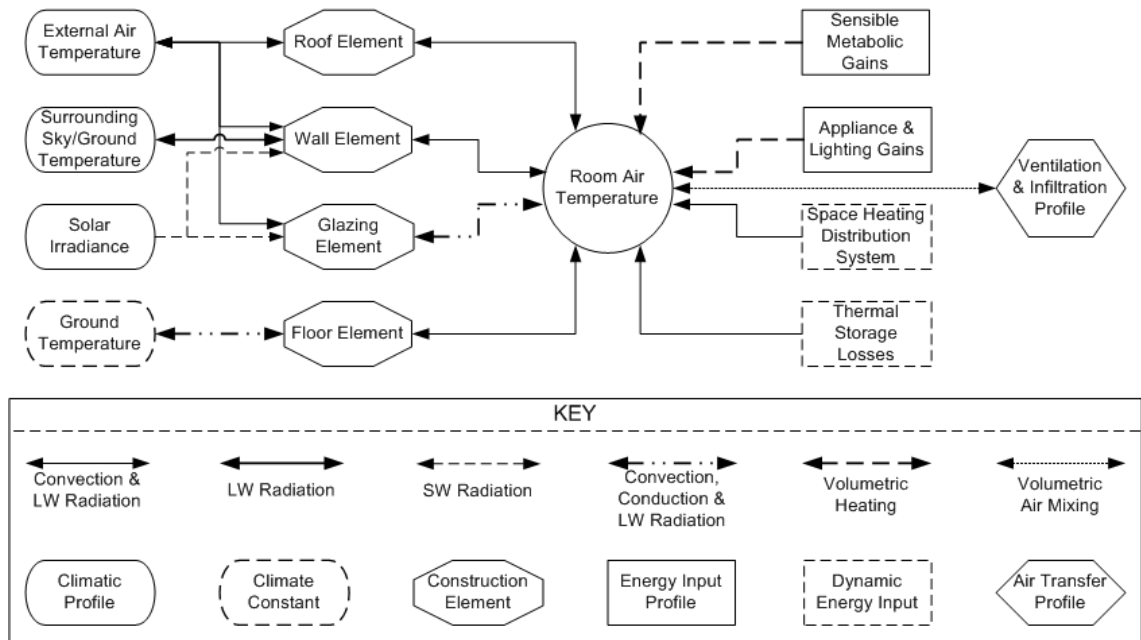 External Air
Temperature
Roof Element
Sensible
Metabolic
Gains
Surrounding
Sky/Ground
Temperature
Wall Element
Appliance &
Lighting Gains
Room Air
Temperature
Ventilation
& Infiltration
Profile
Solar
Irradiance
Glazing
Element
Space Heating
Distribution
System
Ground
Temperature
Floor Element
Thermal
Storage
Losses
KEY
Convection &
LW Radiation
LW Radiation
SW Radiation
Convection,
Conduction &
LW Radiation
Volumetric
Heating
Volumetric
Air Mixing
Climatic
Profile
Climate
Constant
Construction
Element
Energy Input
Profile
Dynamic
Energy Input
Air Transfer
Profile